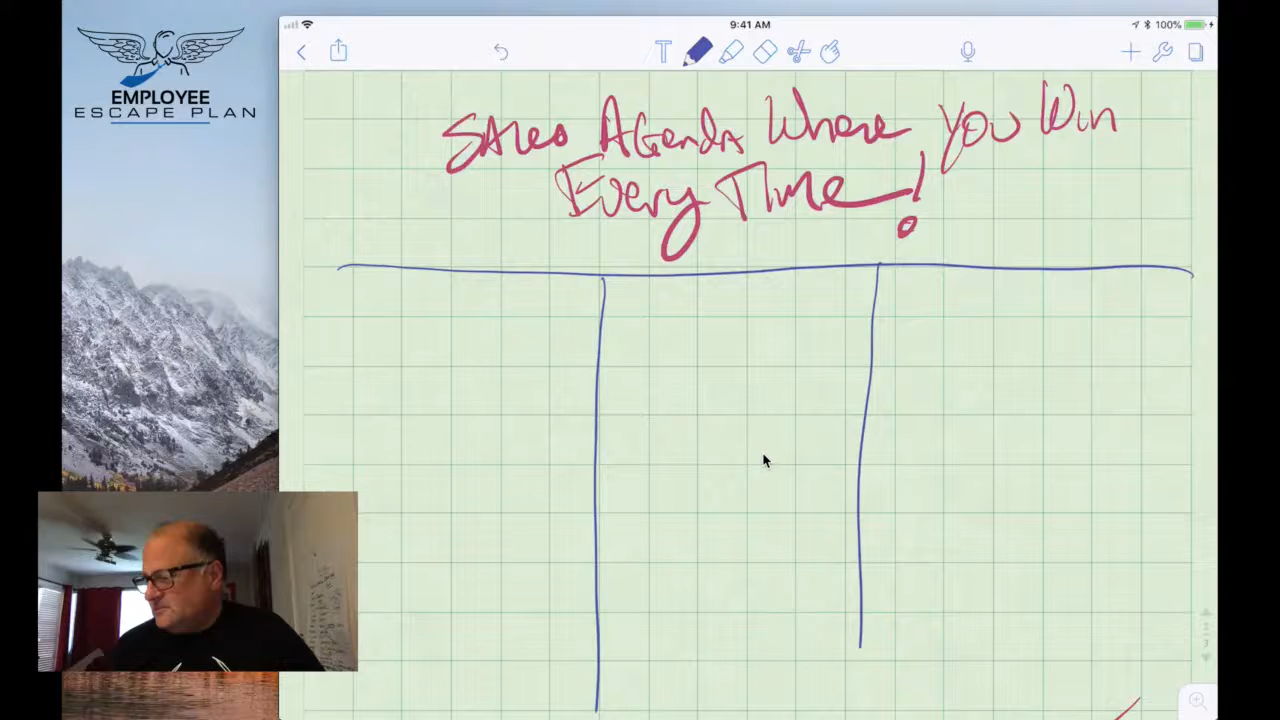 9:41 AM
100%
EMPLOYEE
ESCAPE PLAN
T
Sales Agenda Where You Win
Every Time!